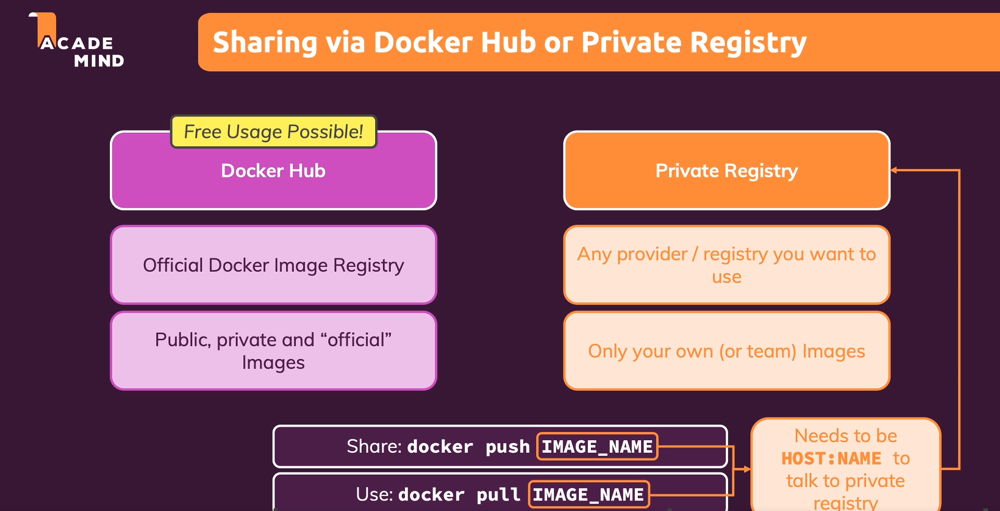 ACADE
MIND
Sharing via Docker Hub or Private Registry
Free Usage Possible!
Docker Hub
Official Docker Image Registry
Public, private and “official”
Images
Private Registry
Any provider / registry you want to
use
Only your own (or team) Images
Share: docker push IMAGE_NAME
Use: docker pull IMAGE_NAME
Needs to be
HOST:NAME to
talk to private
registry